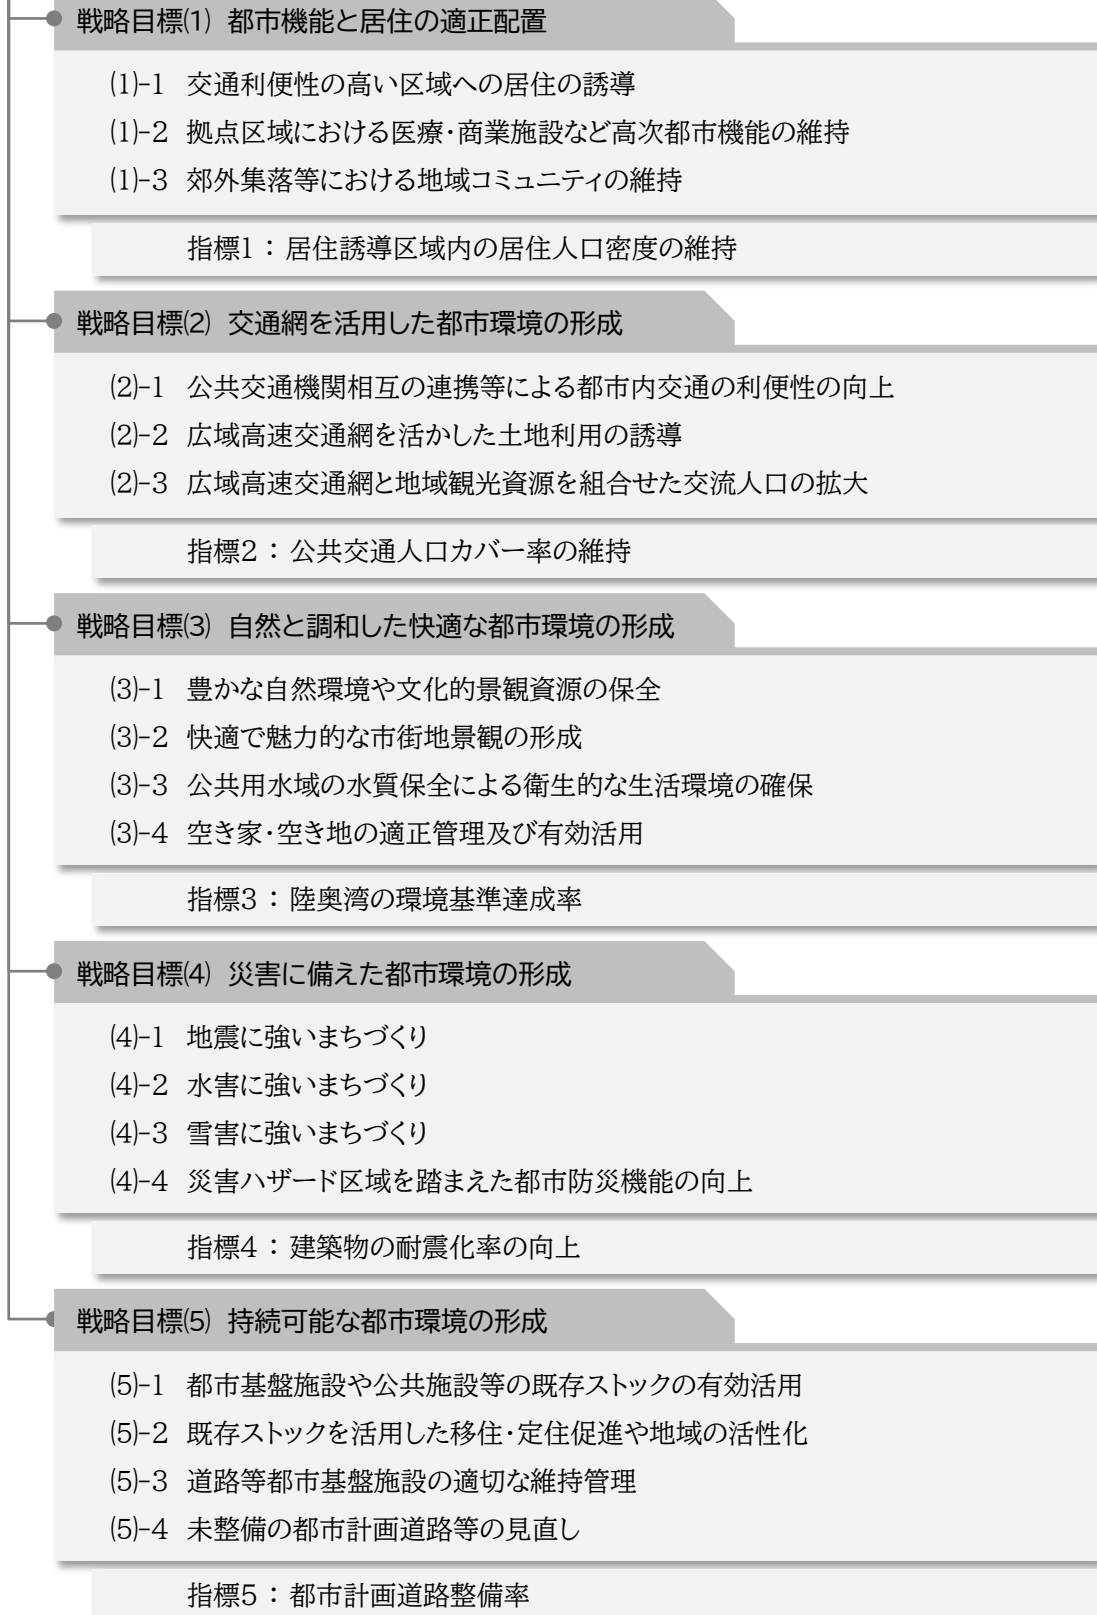 戦略目標⑴ 都市機能と居住の適正配置
⑴-1 交通利便性の高い区域への居住の誘導
⑴-2 拠点区域における医療・商業施設など高次都市機能の維持
⑴-3 郊外集落等における地域コミュニティの維持
指標1：居住誘導区域内の居住人口密度の維持
戦略目標⑵ 交通網を活用した都市環境の形成
⑵-1 公共交通機関相互の連携等による都市内交通の利便性の向上
⑵-2 広域高速交通網を活かした土地利用の誘導
⑵-3 広域高速交通網と地域観光資源を組合せた交流人口の拡大
指標2：公共交通人口カバー率の維持
戦略目標⑶ 自然と調和した快適な都市環境の形成
⑶-1 豊かな自然環境や文化的景観資源の保全
⑶-2 快適で魅力的な市街地景観の形成
⑶-3 公共用水域の水質保全による衛生的な生活環境の確保
⑶-4 空き家・空き地の適正管理及び有効活用
指標3：陸奥湾の環境基準達成率
戦略目標⑷ 災害に備えた都市環境の形成
⑷-1 地震に強いまちづくり
⑷-2 水害に強いまちづくり
⑷-3 雪害に強いまちづくり
⑷-4 災害ハザード区域を踏まえた都市防災機能の向上
指標4：建築物の耐震化率の向上
戦略目標⑸ 持続可能な都市環境の形成
⑸-1 都市基盤施設や公共施設等の既存ストックの有効活用
⑸-2 既存ストックを活用した移住・定住促進や地域の活性化
⑸-3 道路等都市基盤施設の適切な維持管理
⑸-4 未整備の都市計画道路等の見直し
指標5：都市計画道路整備率